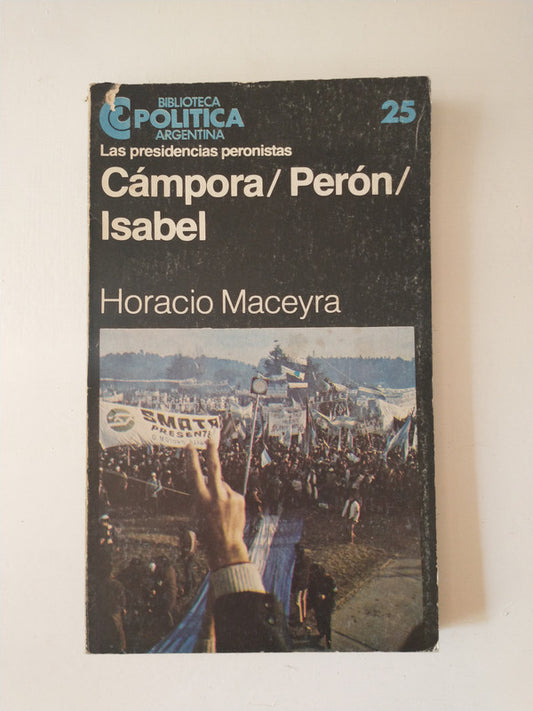 BIBLIOTECA
POLITICA
ARGENTINA
25
Las presidencias peronistas
Cámpora/ Perón/
Isabel
Horacio Maceyra
SMATA
PRESENTE